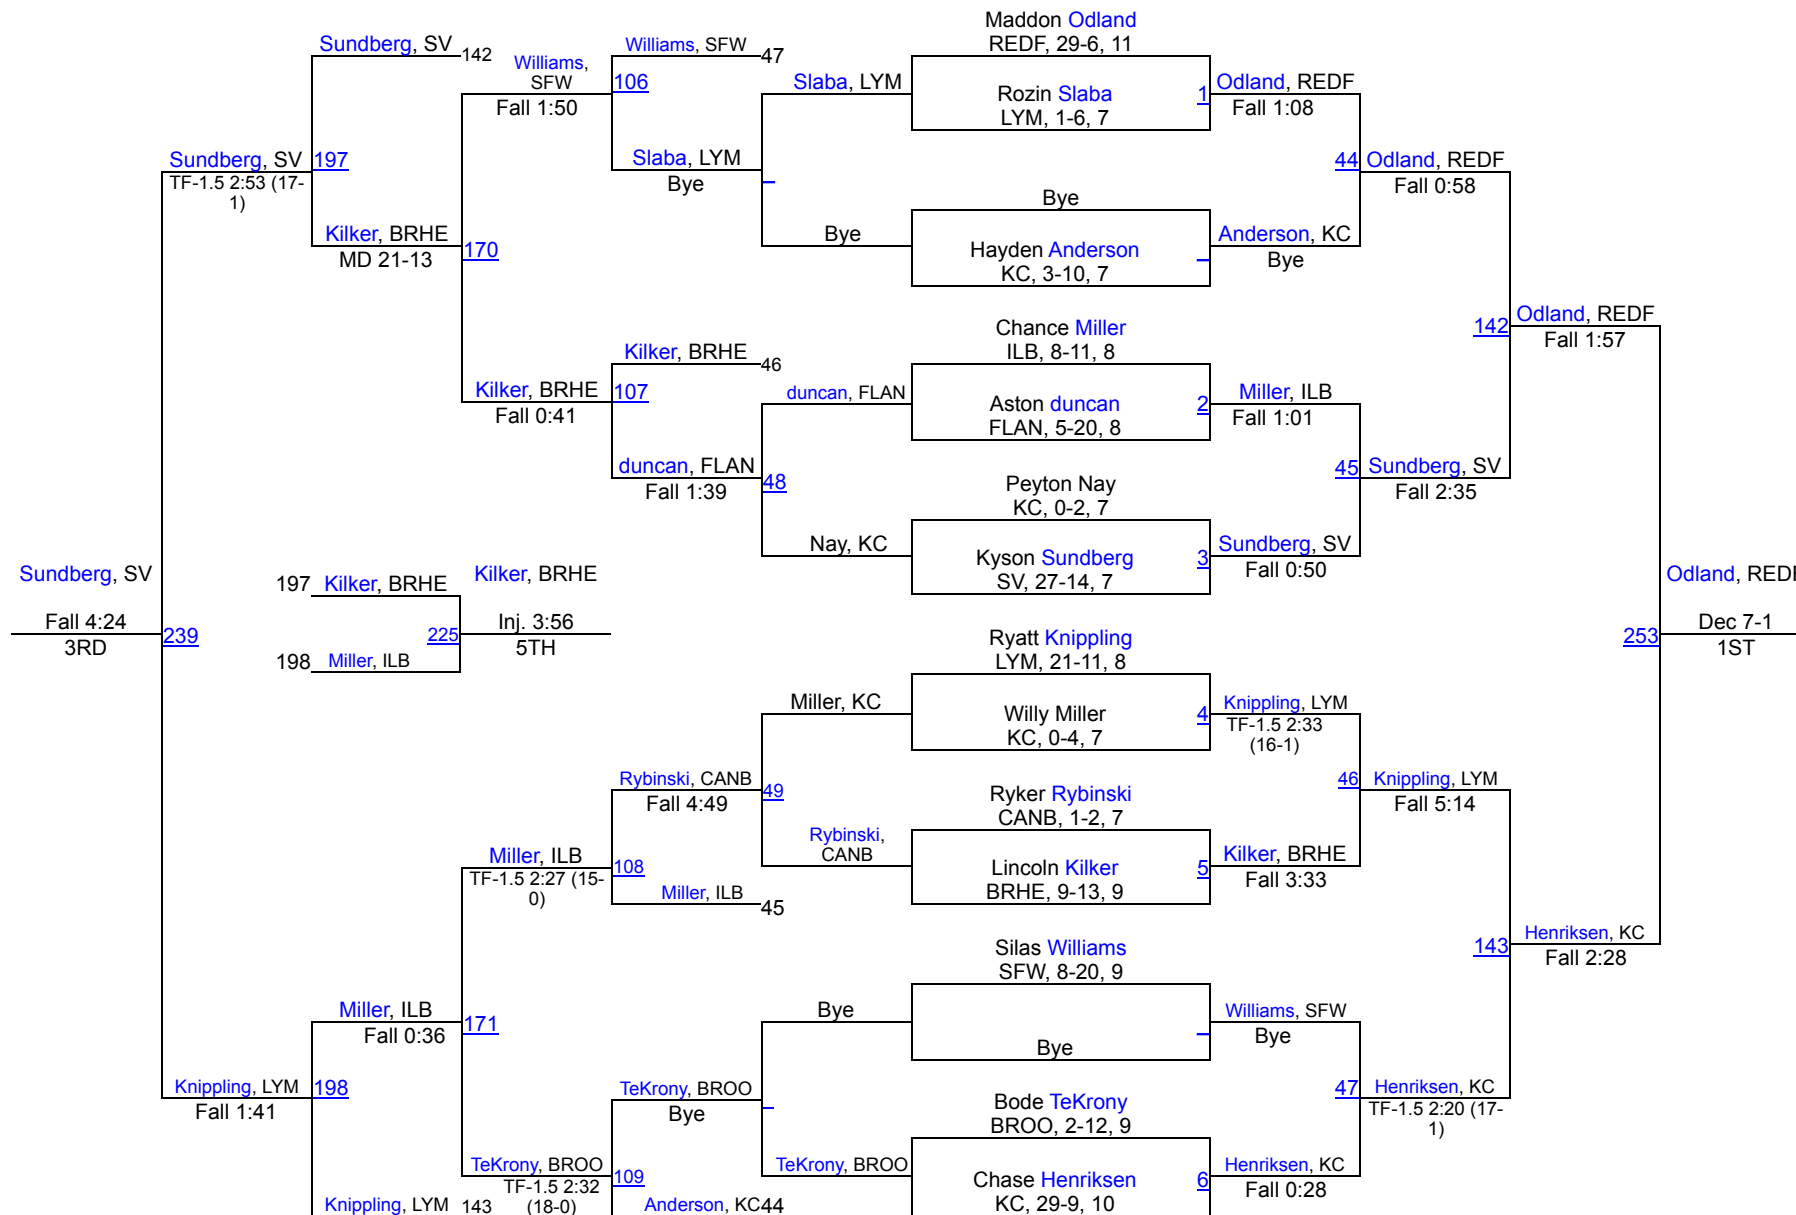 Maddon Odland
REDF, 29-6, 11
Sundberg, SV
142
Williams, SFW
47
Williams,
SFW
106
Fall 1:50
Slaba, LYM
Rozin Slaba
LYM, 1-6, 7
1
Odland, REDF
Fall 1:08
Sundberg, SV
197
TF-1.5 2:53 (17-
1)
Slaba, LYM
Bye
44
Odland, REDF
Fall 0:58
Bye
Kilker, BRHE
MD 21-13
170
Bye
Hayden Anderson
KC, 3-10, 7
Anderson, KC
Bye
Chance Miller
ILB, 8-11, 8
142
Odland, REDF
Fall 1:57
Kilker, BRHE
46
Kilker, BRHE
Fall 0:41
107
duncan, FLAN
Aston duncan
FLAN, 5-20, 8
2
Miller, ILB
Fall 1:01
duncan, FLAN
Fall 1:39
48
Peyton Nay
KC, 0-2, 7
45
Sundberg, SV
Fall 2:35
Nay, KC
Kyson Sundberg
SV, 27-14, 7
3
Sundberg, SV
Fall 0:50
Sundberg, SV
Fall 4:24
3RD
239
197
Kilker, BRHE
Kilker, BRHE
225
Inj. 3:56
5TH
198
Miller, ILB
Odland, REDF
253
Dec 7-1
1ST
Ryatt Knippling
LYM, 21-11, 8
Miller, KC
Willy Miller
KC, 0-4, 7
4
Knippling, LYM
TF-1.5 2:33
(16-1)
Rybinski, CANB
Fall 4:49
49
Ryker Rybinski
CANB, 1-2, 7
46
Knippling, LYM
Fall 5:14
Rybinski,
CANB
Lincoln Kilker
BRHE, 9-13, 9
5
Kilker, BRHE
Fall 3:33
Miller, ILB
TF-1.5 2:27 (15-
0)
108
Miller, ILB
45
Silas Williams
SFW, 8-20, 9
143
Henriksen, KC
Fall 2:28
Miller, ILB
Fall 0:36
171
Bye
Bye
Williams, SFW
Bye
Knippling, LYM
Fall 1:41
198
TeKrony, BROO
Bye
Bode TeKrony
BROO, 2-12, 9
47
Henriksen, KC
TF-1.5 2:20 (17-
1)
TeKrony, BROO
TF-1.5 2:32
(18-0)
109
TeKrony, BROO
Chase Henriksen
KC, 29-9, 10
6
Henriksen, KC
Fall 0:28
Knippling, LYM
143
Anderson, KC
44